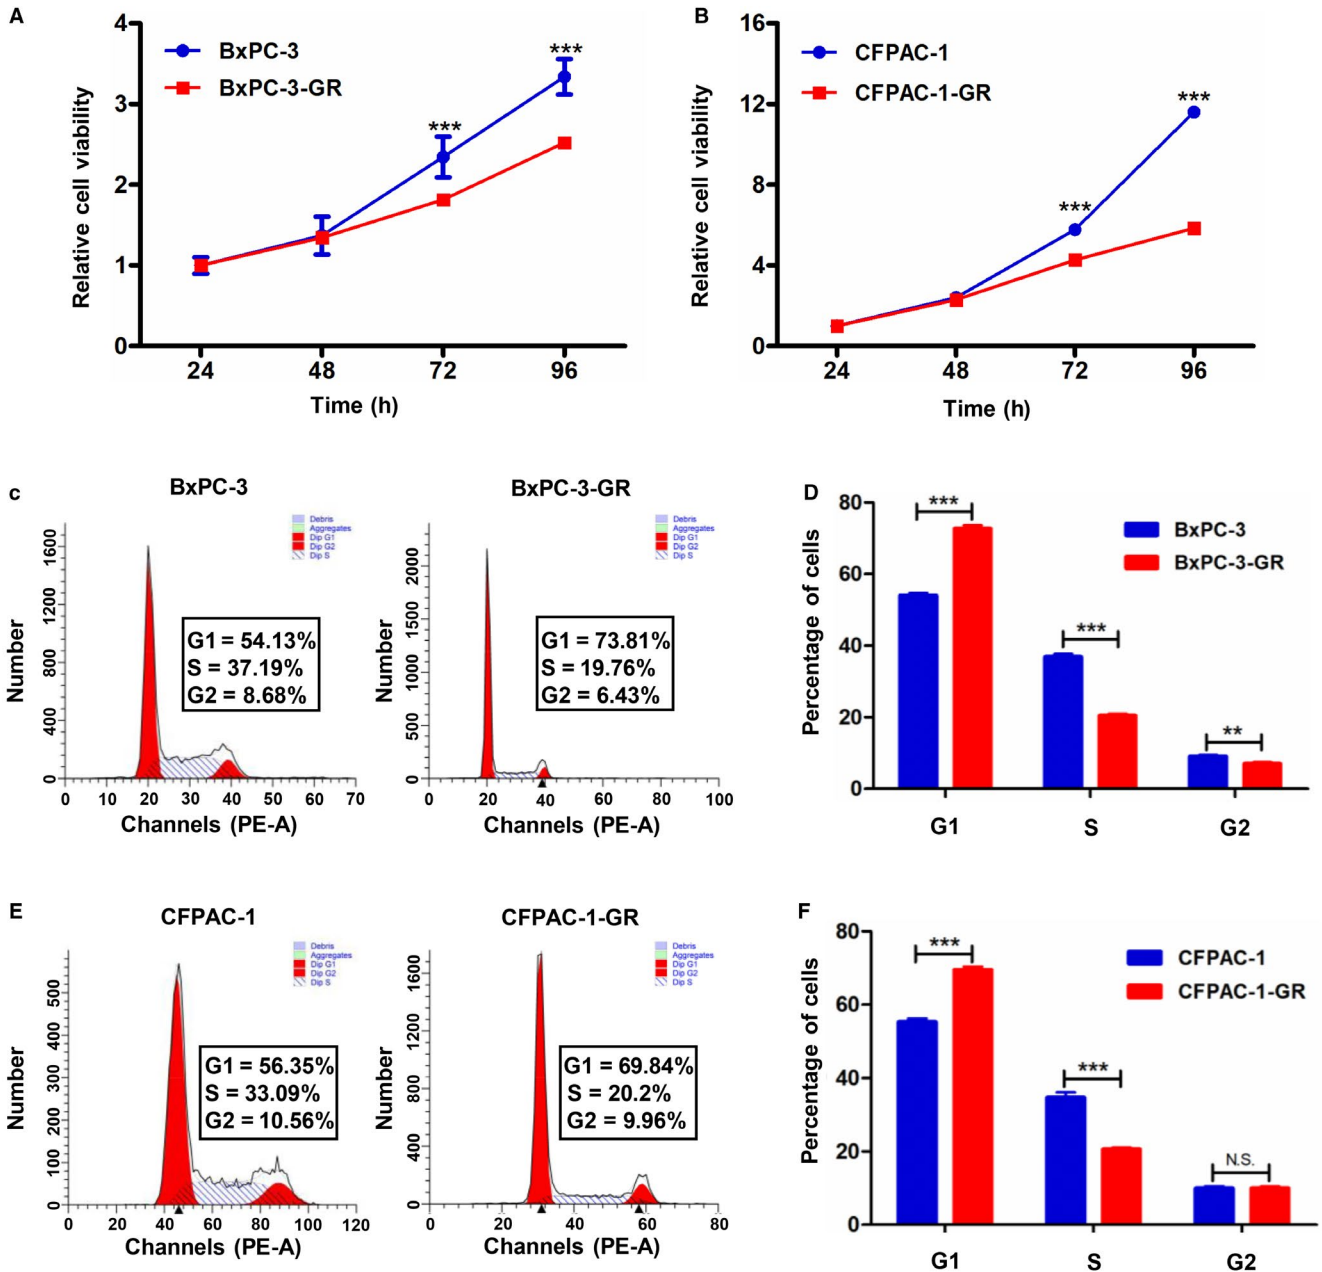 A
4
3
2
1
0
Relative cell viability
BxPC-3
BxPC-3-GR
***
***
24 48 72 96
Time (h)
B
16
12
8
4
0
Relative cell viability
CFPAC-1
CFPAC-1-GR
***
***
24 48 72 96
Time (h)
c
BxPC-3
Number
1600
1200
800
400
0
Debris
Aggregates
Dip G1
Dip G2
Dip S
G1 = 54.13%
S = 37.19%
G2 = 8.68%
0 10 20 30 40 50 60 70
Channels (PE-A)
BxPC-3-GR
Number
2000
1500
1000
500
0
Debris
Aggregates
Dip G1
Dip G2
Dip S
G1 = 73.81%
S = 19.76%
G2 = 6.43%
0 20 40 60 80 100
Channels (PE-A)
D
80
60
40
20
0
Percentage of cells
BxPC-3
BxPC-3-GR
***
***
**
G1 S G2
E
CFPAC-1
Number
500
400
300
200
100
0
Debris
Aggregates
Dip G1
Dip G2
Dip S
G1 = 56.35%
S = 33.09%
G2 = 10.56%
0 20 40 60 80 100 120
Channels (PE-A)
CFPAC-1-GR
Number
1600
1200
800
400
0
Debris
Aggregates
Dip G1
Dip G2
Dip S
G1 = 69.84%
S = 20.2%
G2 = 9.96%
0 20 40 60 80
Channels (PE-A)
F
80
60
40
20
0
Percentage of cells
CFPAC-1
CFPAC-1-GR
***
***
N.S.
G1 S G2